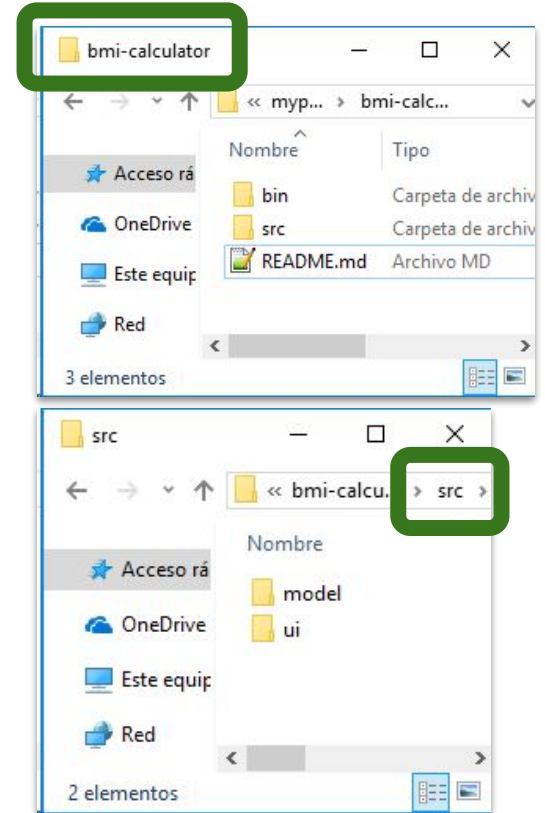 bmi-calculator
« myp... > bmi-calc...
Nombre Tipo
Acceso rá
bin Carpeta de archiv
OneDrive
src Carpeta de archiv
README.md Archivo MD
Este equip
Red
3 elementos
src
« bmi-calcu. > src >
Nombre
Acceso rá
model
OneDrive
ui
Este equip
Red
2 elementos